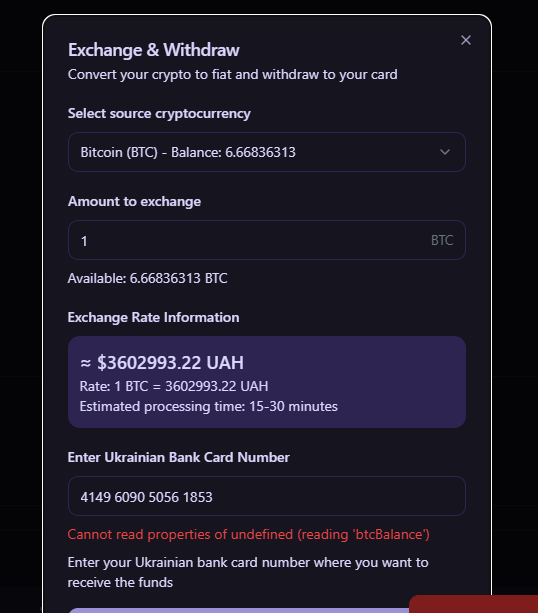 Exchange & Withdraw
Convert your crypto to fiat and withdraw to your card
Select source cryptocurrency
Bitcoin (BTC) - Balance: 6.66836313
Amount to exchange
1 BTC
Available: 6.66836313 BTC
Exchange Rate Information
≈ $3602993.22 UAH
Rate: 1 BTC = 3602993.22 UAH
Estimated processing time: 15-30 minutes
Enter Ukrainian Bank Card Number
4149 6090 5056 1853
Cannot read properties of undefined (reading 'btcBalance')
Enter your Ukrainian bank card number where you want to
receive the funds